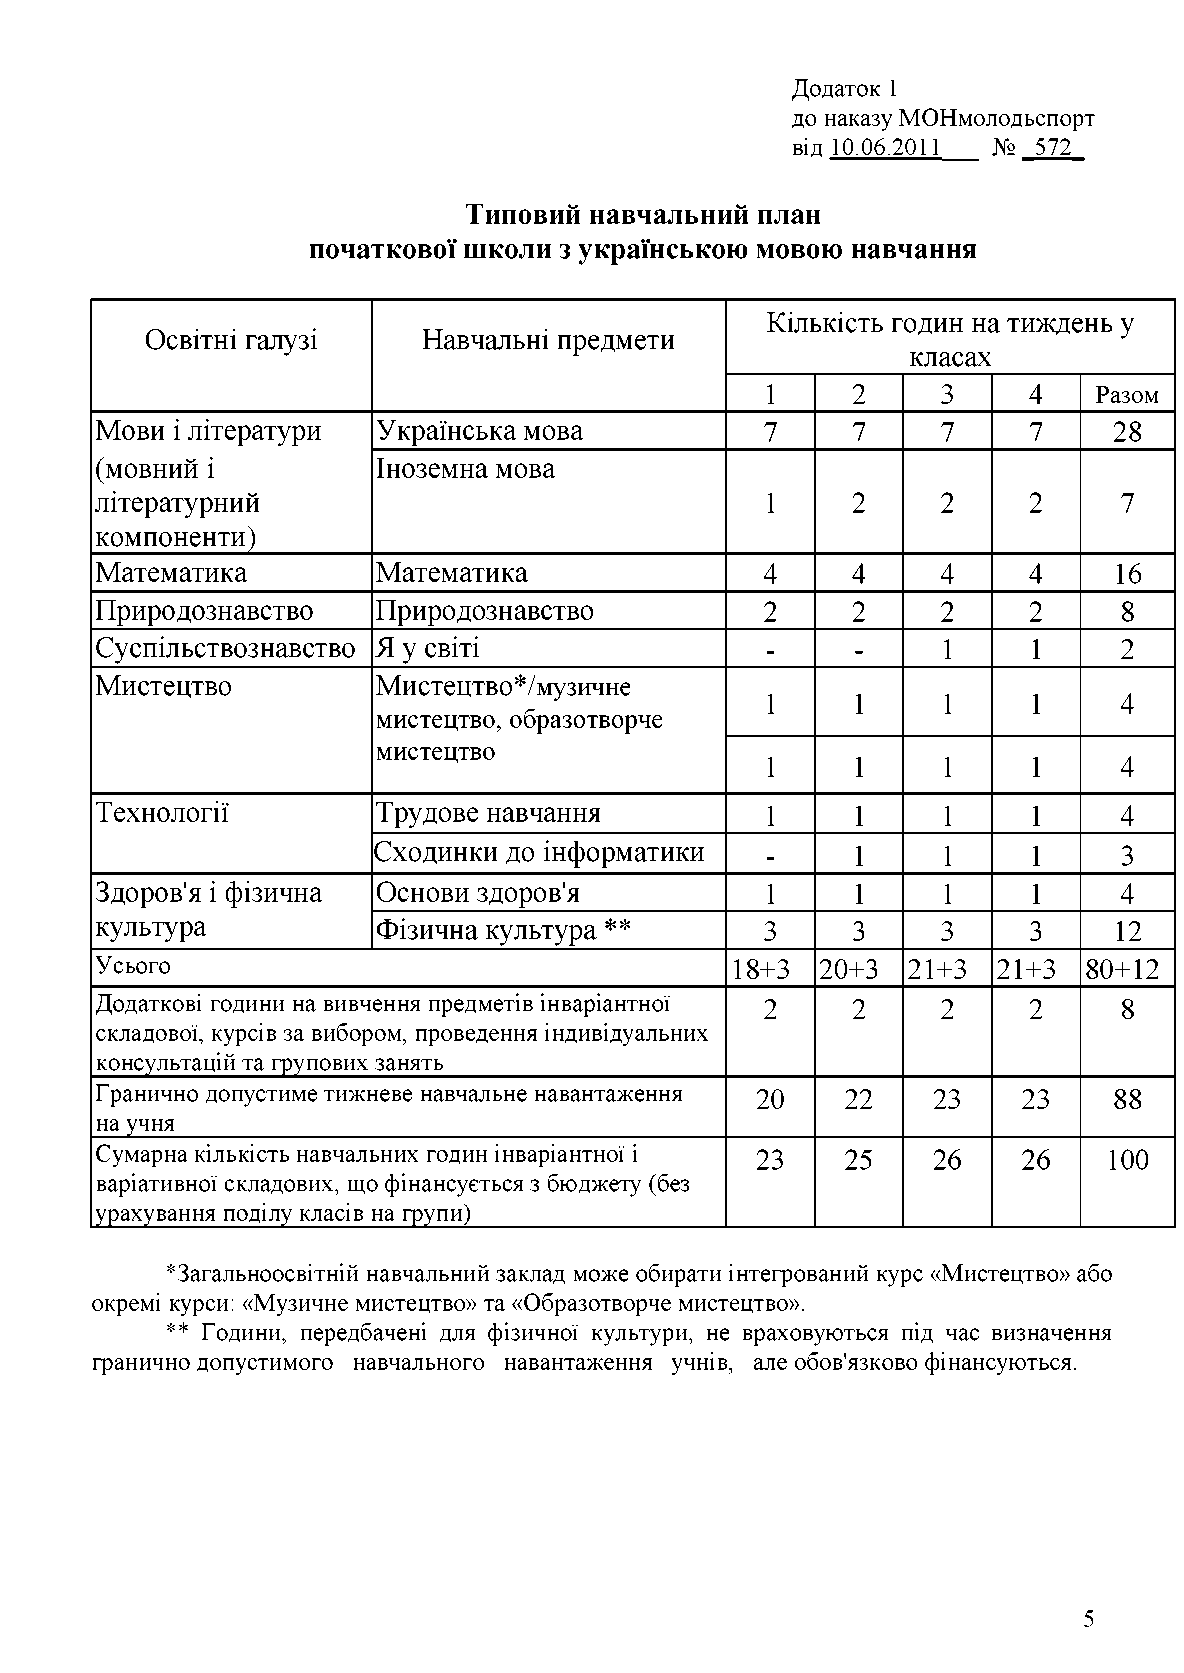 Додаток 1
до наказу МОНмолодьспорт
від 10.06.2011___ № _572_
Типовий навчальний план
початкової школи з українською мовою навчання
Освітні галузі Навчальні предмети Кількість годин на тиждень у
класах
1 2 3 4 Разом
Мови і літератури Українська мова 7 7 7 7 28
(мовний і Іноземна мова
літературний 1 2 2 2 7
компоненти)
Математика Математика 4 4 4 4 16
Природознавство Природознавство 2 2 2 2 8
Суспільствознавство Я у світі - - 1 1 2
Мистецтво Мистецтво*/музичне 1 1 1 1 4
мистецтво, образотворче
мистецтво 1 1 1 1 4
Технології Трудове навчання 1 1 1 1 4
Сходинки до інформатики - 1 1 1 3
Здоров'я і фізична Основи здоров'я 1 1 1 1 4
культура Фізична культура ** 3 3 3 3 12
Усього 18+3 20+3 21+3 21+3 80+12
Додаткові години на вивчення предметів інваріантної 2 2 2 2 8
складової, курсів за вибором, проведення індивідуальних
консультацій та групових занять
Гранично допустиме тижневе навчальне навантаження 20 22 23 23 88
на учня
Сумарна кількість навчальних годин інваріантної і 23 25 26 26 100
варіативної складових, що фінансується з бюджету (без
урахування поділу класів на групи)
*Загальноосвітній навчальний заклад може обирати інтегрований курс «Мистецтво» або
окремі курси: «Музичне мистецтво» та «Образотворче мистецтво».
** Години, передбачені для фізичної культури, не враховуються під час визначення
гранично допустимого навчального навантаження учнів, але обов'язково фінансуються.
5